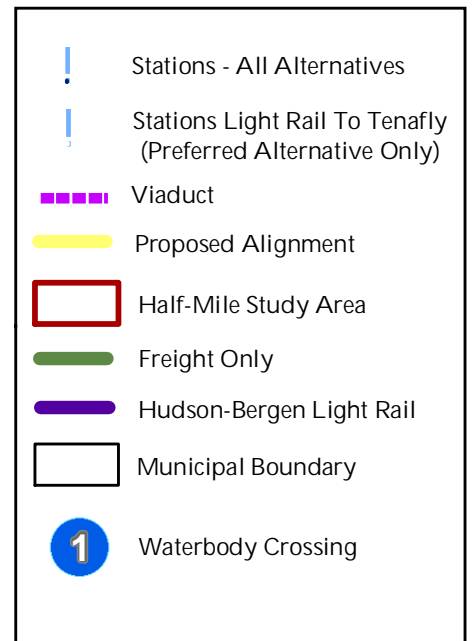 Stations - All Alternatives
Stations Light Rail To Tenafly
(Preferred Alternative Only)
Viaduct
Proposed Alignment
Half-Mile Study Area
Freight Only
Hudson-Bergen Light Rail
Municipal Boundary
1 Waterbody Crossing